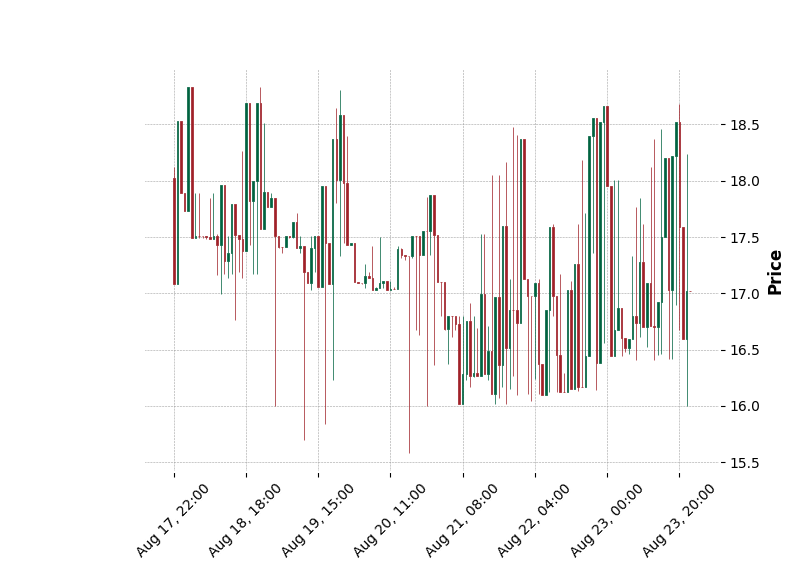 18.5
18.0
17.5
17.0
16.5
16.0
15.5
Price
Aug 17, 22:00
Aug 18, 18:00
Aug 19, 15:00
Aug 20, 11:00
Aug 21, 08:00
Aug 22, 04:00
Aug 23, 00:00
Aug 23, 20:00